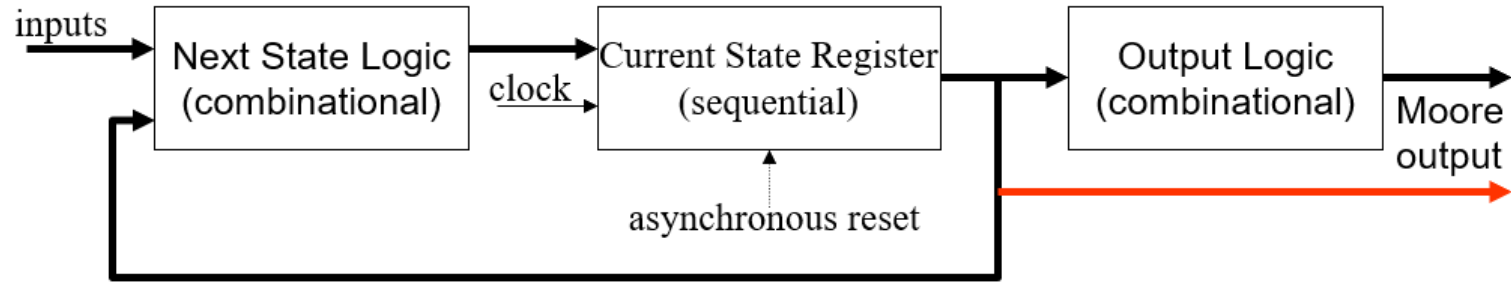 inputs
Next State Logic
(combinational)
clock
Current State Register
(sequential)
asynchronous reset
Output Logic
(combinational)
Moore
output